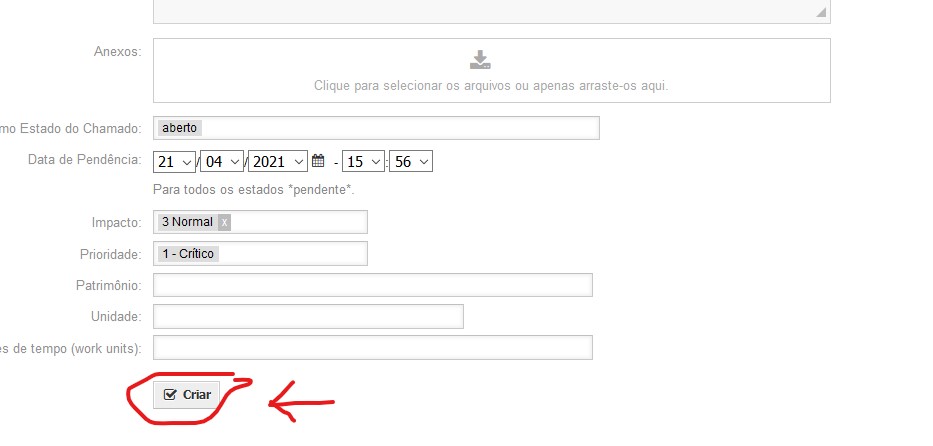 Anexos:
Clique para selecionar os arquivos ou apenas arraste-os aqui.
mo Estado do Chamado: aberto
Data de Pendência: 21 / 04 / 2021 - 15 : 56
Para todos os estados *pendente*.
Impacto: 3 Normal x
Prioridade: 1 - Crítico
Patrimônio:
Unidade:
es de tempo (work units):
Criar